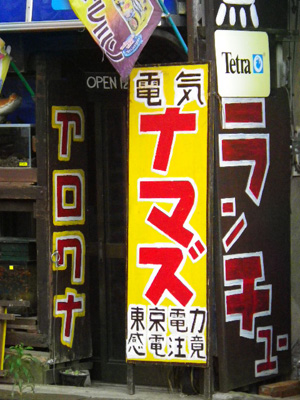 OPEN 12
Tetra
電気
ナマズ
東京電力
感電注意
アロワナ
ランチュー